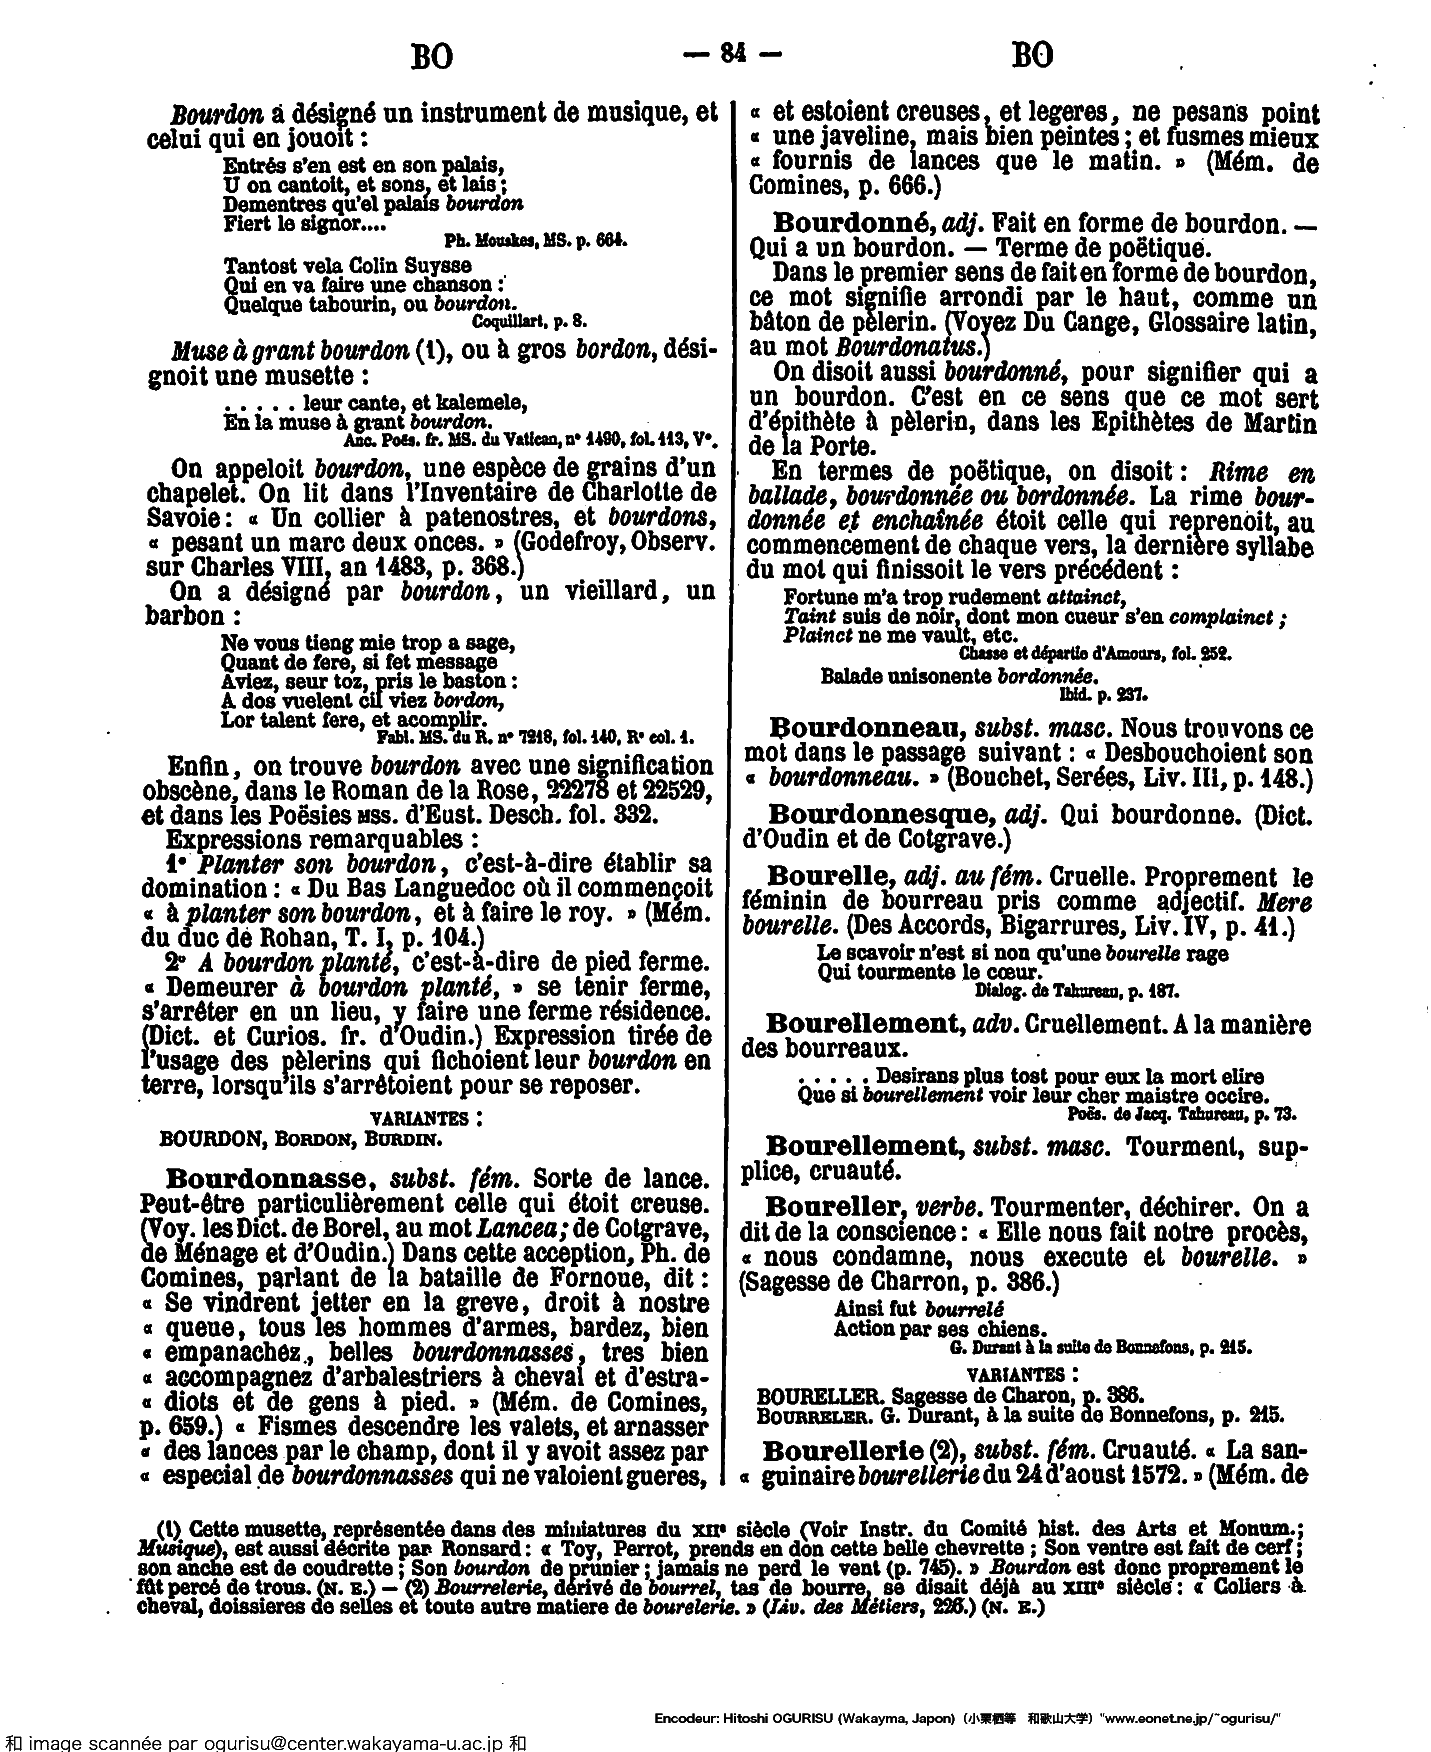 BO — 84 — BO
Bourdon a désigné un instrument de musique, et
celui qui en jouoit :
Entrés s'en est en son palais,
U on cantoit, et sons, et lais ;
Dementres qu'el palais bourdon
Fiert le signor....
Ph. Mouskes, MS. p. 664.
Tantost vela Colin Suysse
Qui en va faire une chanson :
Quelque tabourin, ou bourdon.
Coquillart, p. 8.
Muse à grant bourdon (1), ou à gros bordon, dési-
gnoit une musette :
. . . . . leur cante, et kalemele,
En la muse à grant bourdon.
Anc. Poës. fr. MS. du Vatican, n° 1490, fol. 113, V°.
On appeloit bourdon, une espèce de grains d'un
chapelet. On lit dans l'Inventaire de Charlotte de
Savoie : « Un collier à patenostres, et bourdons,
« pesant un marc deux onces. » (Godefroy, Observ.
sur Charles VIII, an 1483, p. 368.)
On a désigné par bourdon, un vieillard, un
barbon :
Ne vous tieng mie trop a sage,
Quant de fere, si fet message
Aviez, seur toz, pris le baston :
A dos vuelent cil viez bordon,
Lor talent fere, et acomplir.
Fabl. MS. du R. n° 7218, fol. 140, R° col. 1.
Enfin, on trouve bourdon avec une signification
obscène, dans le Roman de la Rose, 22278 et 22529,
et dans les Poësies MSS. d'Eust. Desch. fol. 332.
Expressions remarquables :
1° Planter son bourdon, c'est-à-dire établir sa
domination : « Du Bas Languedoc où il commençoit
« à planter son bourdon, et à faire le roy. » (Mém.
du duc de Rohan, T. I, p. 104.)
2° A bourdon planté, c'est-à-dire de pied ferme.
« Demeurer à bourdon planté, » se tenir ferme,
s'arrêter en un lieu, y faire une ferme résidence.
(Dict. et Curios. fr. d'Oudin.) Expression tirée de
l'usage des pèlerins qui fichoient leur bourdon en
terre, lorsqu'ils s'arrêtoient pour se reposer.
VARIANTES :
BOURDON, BORDON, BURDIN.
Bourdonnasse, subst. fém. Sorte de lance.
Peut-être particulièrement celle qui étoit creuse.
(Voy. les Dict. de Borel, au mot Lancea; de Cotgrave,
de Ménage et d'Oudin.) Dans cette acception, Ph. de
Comines, parlant de la bataille de Fornoue, dit :
« Se vindrent jetter en la greve, droit à nostre
« queue, tous les hommes d'armes, bardez, bien
« empanachez, belles bourdonnasses, tres bien
« accompagnez d'arbalestriers à cheval et d'estra-
« diots et de gens à pied. » (Mém. de Comines,
p. 659.) « Fismes descendre les valets, et arnasser
« des lances par le champ, dont il y avoit assez par
« especial de bourdonnasses qui ne valoient gueres,
« et estoient creuses, et legeres, ne pesans point
« une javeline, mais bien peintes ; et fusmes mieux
« fournis de lances que le matin. » (Mém. de
Comines, p. 666.)
Bourdonné, adj. Fait en forme de bourdon. —
Qui a un bourdon. — Terme de poëtique.
Dans le premier sens de fait en forme de bourdon,
ce mot signifie arrondi par le haut, comme un
bâton de pèlerin. (Voyez Du Cange, Glossaire latin,
au mot Bourdonatus.)
On disoit aussi bourdonné, pour signifier qui a
un bourdon. C'est en ce sens que ce mot sert
d'épithète à pèlerin, dans les Epithètes de Martin
de la Porte.
En termes de poëtique, on disoit : Rime en
ballade, bourdonnée ou bordonnée. La rime bour-
donnée et enchaînée étoit celle qui reprenoit, au
commencement de chaque vers, la dernière syllabe
du mot qui finissoit le vers précédent :
Fortune m'a trop rudement attainct,
Taint suis de noir, dont mon cueur s'en complainct ;
Plainct ne me vault, etc.
Chasse et départie d'Amours, fol. 252.
Balade unisonente bordonnée.
Ibid. p. 237.
Bourdonneau, subst. masc. Nous trouvons ce
mot dans le passage suivant : « Desbouchoient son
« bourdonneau. » (Bouchet, Serées, Liv. III, p. 148.)
Bourdonnesque, adj. Qui bourdonne. (Dict.
d'Oudin et de Cotgrave.)
Bourelle, adj. au fém. Cruelle. Proprement le
féminin de bourreau pris comme adjectif. Mere
bourelle. (Des Accords, Bigarrures, Liv. IV, p. 41.)
Le scavoir n'est si non qu'une bourelle rage
Qui tourmente le cœur.
Dialog. de Tahureau, p. 187.
Bourellement, adv. Cruellement. A la manière
des bourreaux.
. . . . . Desirans plus tost pour eux la mort elire
Que si bourellement voir leur cher maistre occire.
Poës. de Jacq. Tahureau, p. 73.
Bourellement, subst. masc. Tourment, sup-
plice, cruauté.
Boureller, verbe. Tourmenter, déchirer. On a
dit de la conscience : « Elle nous fait notre procès,
« nous condamne, nous execute et bourelle. »
(Sagesse de Charron, p. 386.)
Ainsi fut bourrelé
Action par ses chiens.
G. Durant à la suite de Bonnefons, p. 215.
VARIANTES :
BOURELLER. Sagesse de Charon, p. 386.
BOURRELER. G. Durant, à la suite de Bonnefons, p. 215.
Bourellerie (2), subst. fém. Cruauté. « La san-
« guinaire bourellerie du 24 d'aoust 1572. » (Mém. de
(1) Cette musette, représentée dans des miniatures du XIIe siècle (Voir Instr. du Comité hist. des Arts et Monum.;
Musique), est aussi décrite par Ronsard : « Toy, Perrot, prends en don cette belle chevrette ; Son ventre est fait de cerf ;
son anche est de coudrette ; Son bourdon de prunier ; jamais ne perd le vent (p. 745). » Bourdon est donc proprement le
fût percé de trous. (N. E.) — (2) Bourrelerie, dérivé de bourrel, tas de bourre, se disait déjà au XIIIe siècle : « Coliers à
cheval, doissieres de selles et toute autre matiere de bourelerie. » (Liv. des Métiers, 226.) (N. E.)
Encodeur: Hitoshi OGURISU (Wakayma, Japon) (小栗栖等 和歌山大学) "www.eonet.ne.jp/~ogurisu/"
和 image scannée par ogurisu@center.wakayama-u.ac.jp 和